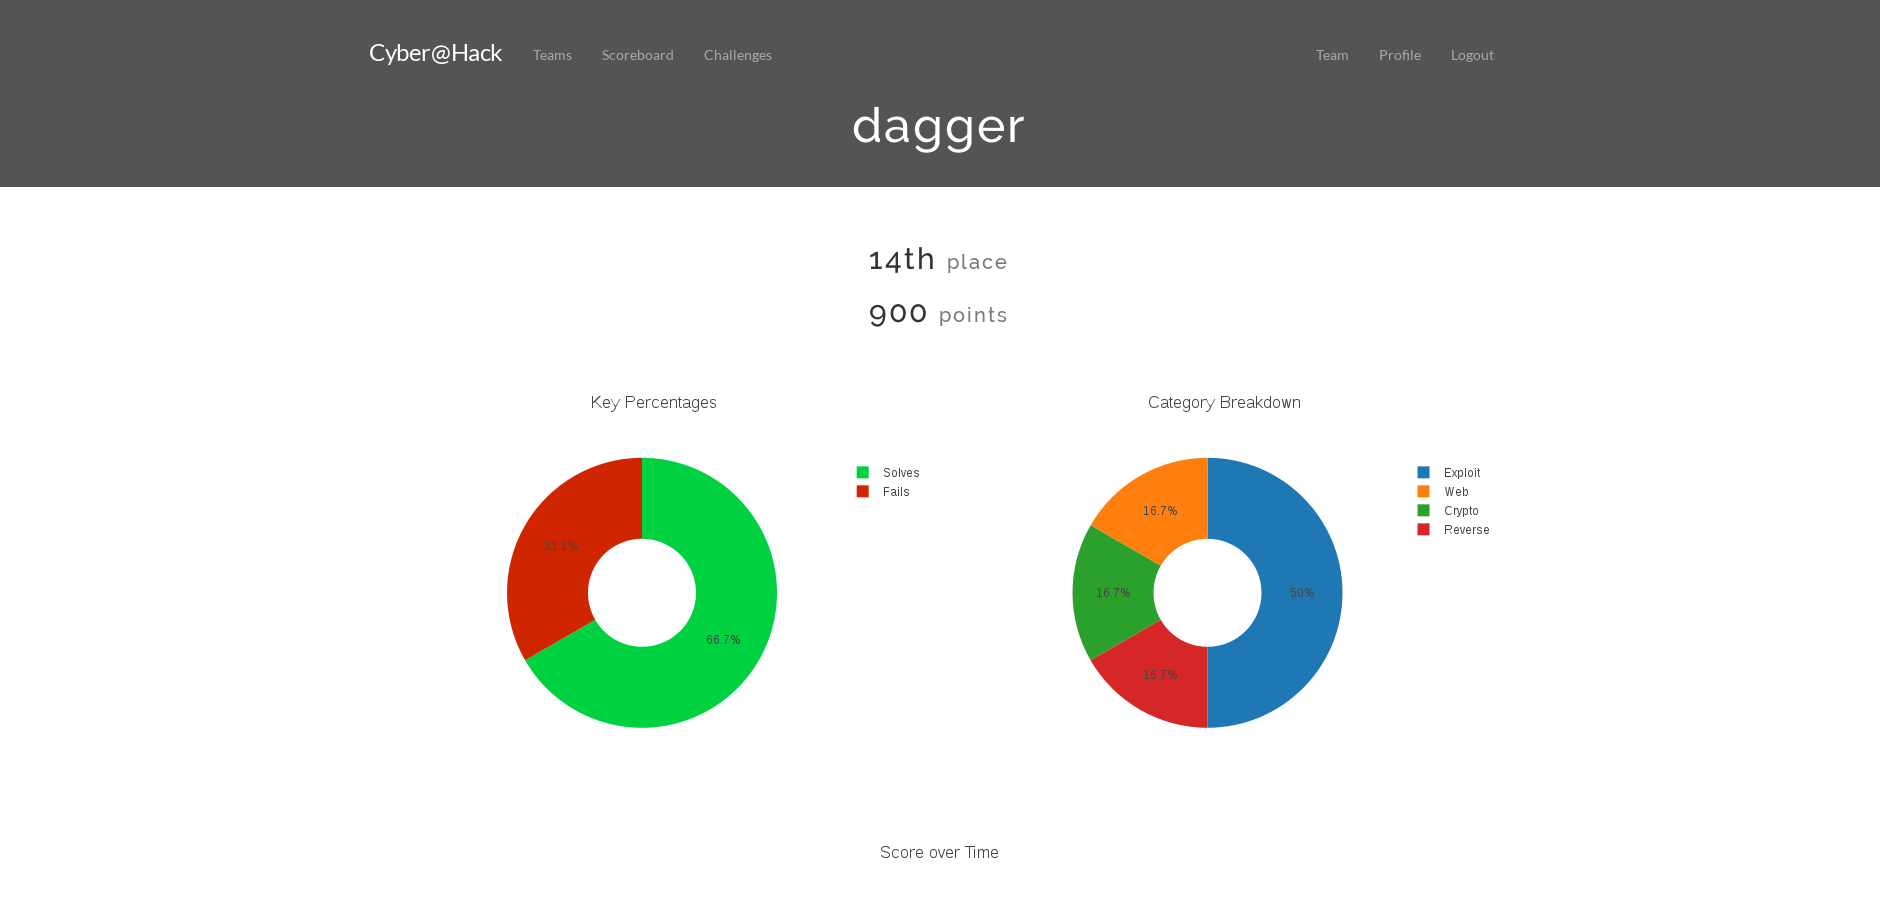 Cyber@Hack Teams Scoreboard Challenges Team Profile Logout
dagger
14th place
900 points
Key Percentages
Solves
Fails
33.3%
66.7%
Category Breakdown
Exploit
Web
Crypto
Reverse
16.7%
16.7%
50%
16.7%
Score over Time